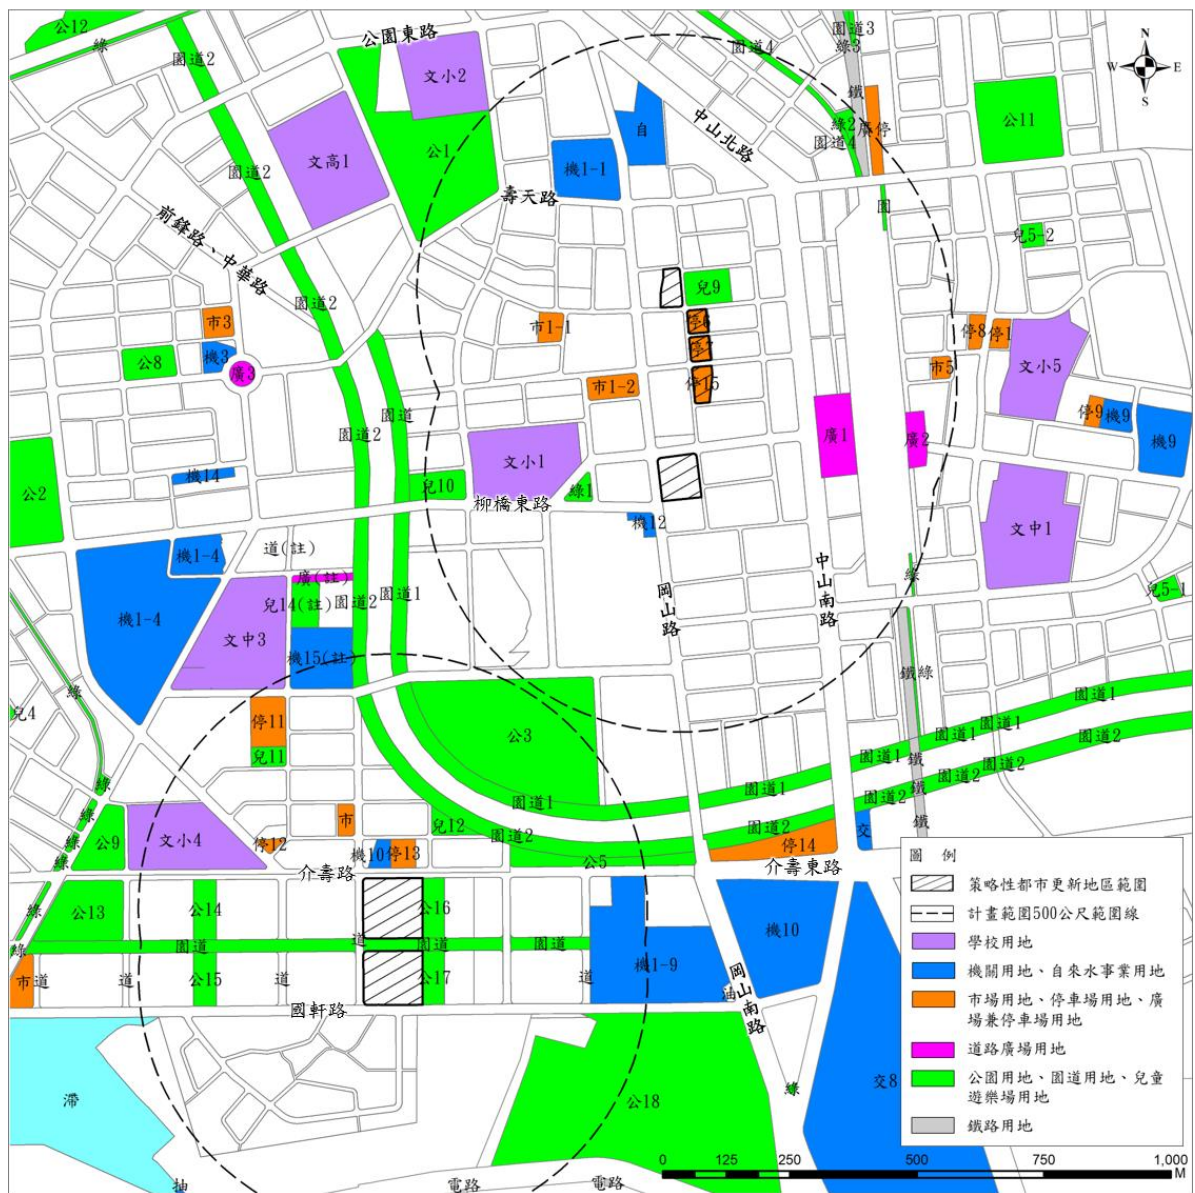 公12
綠
園道2
公園東路
文小2
園道4
園道3
綠3
鐵
N
W
E
S
公11
廣停
綠2
園道4
中山北路
自
機1-1
公1
文高1
園道2
壽天路
園
兒5-2
前鋒路、中華路
園道2
兒9
市3
市1-1
停6
停7
停8
停1
機3
公8
廣3
市1-2
停15
市5
文小5
園道
園道2
廣1
廣2
停9
機9
機9
文小1
機14
兒10
綠1
公2
柳橋東路
機12
文中1
道(註)
機1-4
中山南路
綠
廣(註)
兒14(註)
園道2
園道1
岡山路
兒5-1
機1-4
文中3
機15(註)
鐵
綠
綠
兒4
停11
公3
園道1
園道1
園道1
園道1
園道2
兒11
鐵
園道2
園道2
綠
園道1
園道1
鐵
園道2
綠
市
兒12
園道2
園道2
交
鐵
綠
公9
文小4
停12
機10
停13
停14
綠
公5
介壽路
介壽東路
圖 例
策略性都市更新地區範圍
計畫範圍500公尺範圍線
學校用地
機關用地、自來水事業用地
市場用地、停車場用地、廣
場兼停車場用地
道路廣場用地
公園用地、園道用地、兒童
遊樂場用地
鐵路用地
綠
公13
公14
公16
機10
綠
園道
道
園道
園道
機1-9
市
道
道
公15
道
公17
道
油
岡山南路
國軒路
滯
公18
綠
交8
抽
電路
電路
0
125
250
500
750
1,000
M